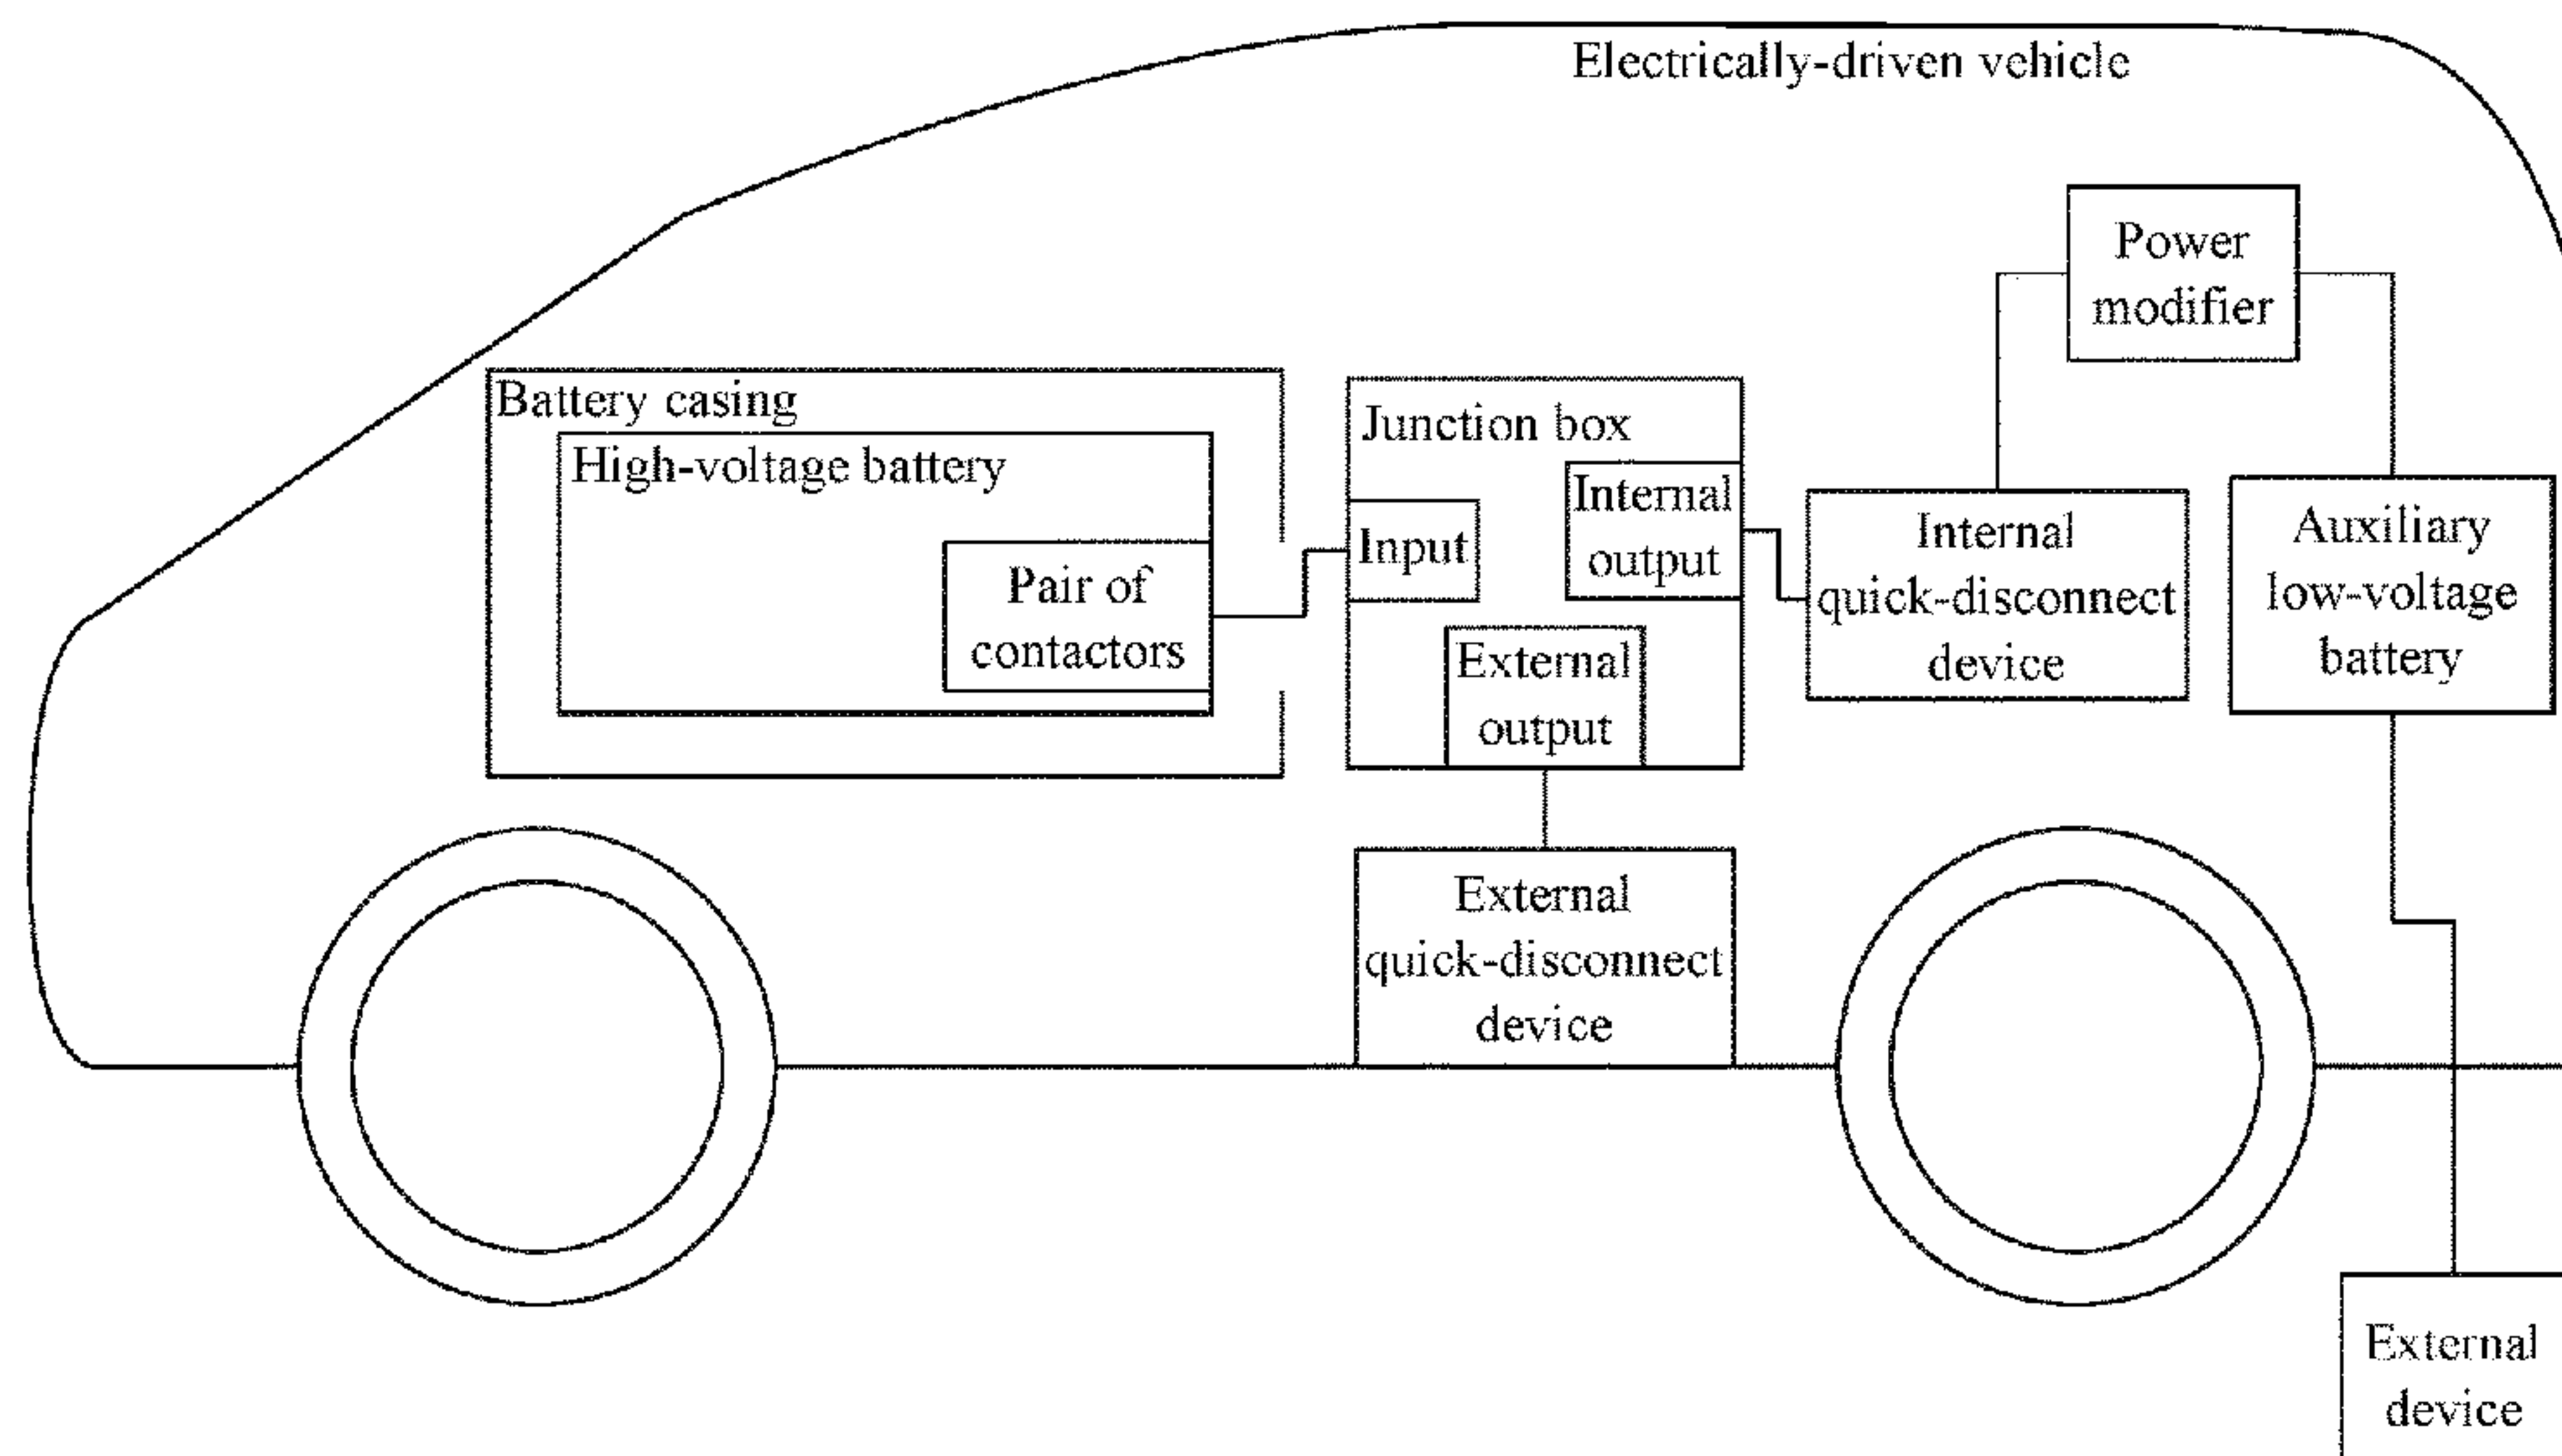 Electrically-driven vehicle
Power
modifier
Battery casing
High-voltage battery
Pair of
contactors
Junction box
Input
Internal
output
External
output
Internal
quick-disconnect
device
Auxiliary
low-voltage
battery
External
quick-disconnect
device
External
device